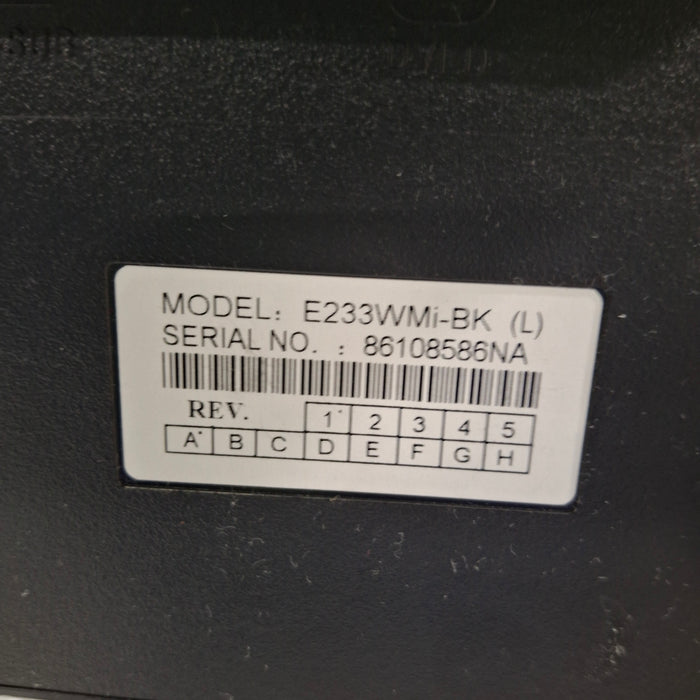 MODEL: E233WMi-BK (L)
SERIAL NO. : 86108586NA
REV. 1 2 3 4 5
A B C D E F G H